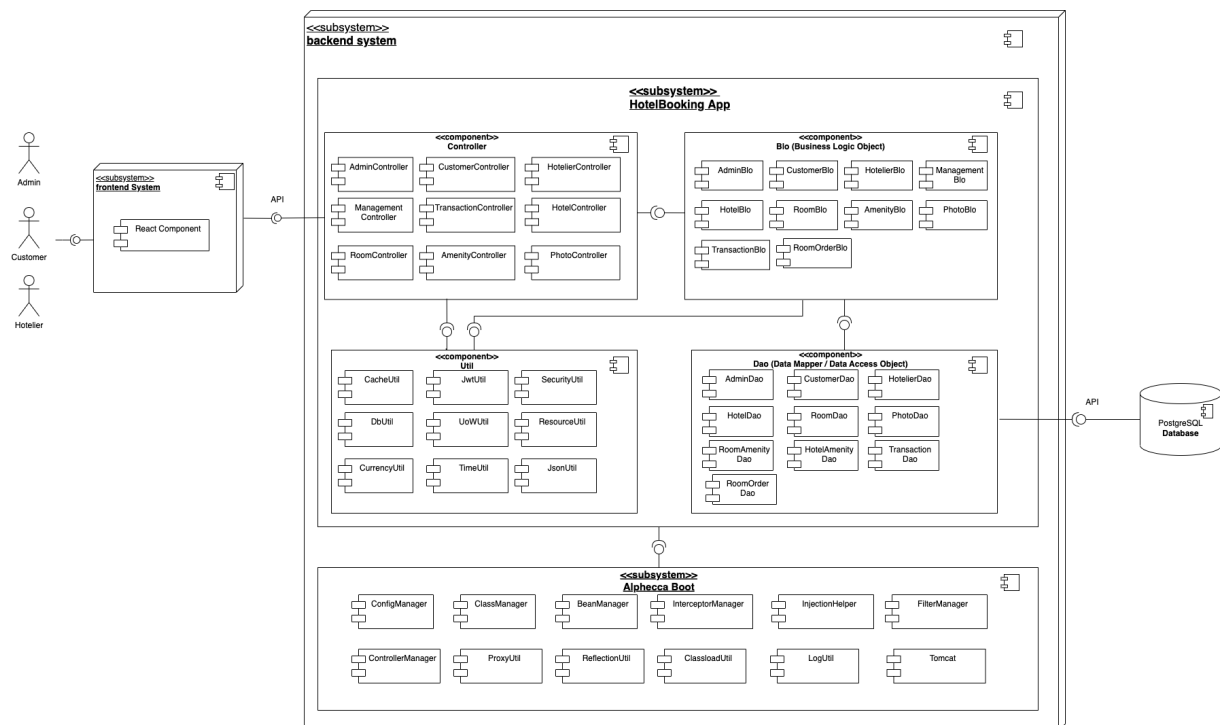 <<subsystem>>
backend system
<<subsystem>>
HotelBooking App
Admin
Customer
Hotelier
<<subsystem>>
frontend System
React Component
API
<<component>>
Controller
AdminController
CustomerController
HotelierController
Management
Controller
TransactionController
HotelController
RoomController
AmenityController
PhotoController
<<component>>
Blo (Business Logic Object)
AdminBlo
CustomerBlo
HotelierBlo
Management
Blo
HotelBlo
RoomBlo
AmenityBlo
PhotoBlo
TransactionBlo
RoomOrderBlo
<<component>>
Util
CacheUtil
JwtUtil
SecurityUtil
DbUtil
UoWUtil
ResourceUtil
CurrencyUtil
TimeUtil
JsonUtil
<<component>>
Dao (Data Mapper / Data Access Object)
AdminDao
CustomerDao
HotelierDao
HotelDao
RoomDao
PhotoDao
RoomAmenity
Dao
HotelAmenity
Dao
Transaction
Dao
RoomOrder
Dao
API
PostgreSQL
Database
<<subsystem>>
Alphecca Boot
ConfigManager
ClassManager
BeanManager
InterceptorManager
InjectionHelper
FilterManager
ControllerManager
ProxyUtil
ReflectionUtil
ClassloadUtil
LogUtil
Tomcat